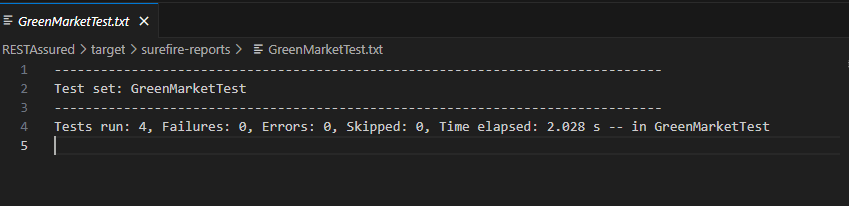 GreenMarketTest.txt
RESTAssured > target > surefire-reports > GreenMarketTest.txt
1 -------------------------------------------------------------------------------
2 Test set: GreenMarketTest
3 -------------------------------------------------------------------------------
4 Tests run: 4, Failures: 0, Errors: 0, Skipped: 0, Time elapsed: 2.028 s -- in GreenMarketTest
5